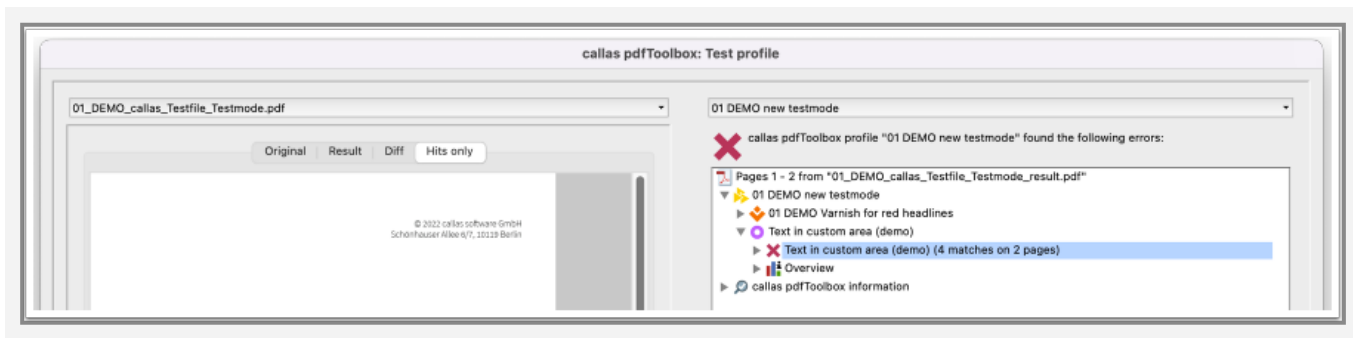 callas pdfToolbox: Test profile
01_DEMO_callas_Testfile_Testmode.pdf
Original Result Diff Hits only
© 2022 callas software GmbH
Schönhauser Allee 6/7, 10119 Berlin
01 DEMO new testmode
callas pdfToolbox profile "01 DEMO new testmode" found the following errors:
Pages 1 - 2 from "01_DEMO_callas_Testfile_Testmode_result.pdf"
01 DEMO new testmode
01 DEMO Varnish for red headlines
Text in custom area (demo)
Text in custom area (demo) (4 matches on 2 pages)
Overview
callas pdfToolbox information